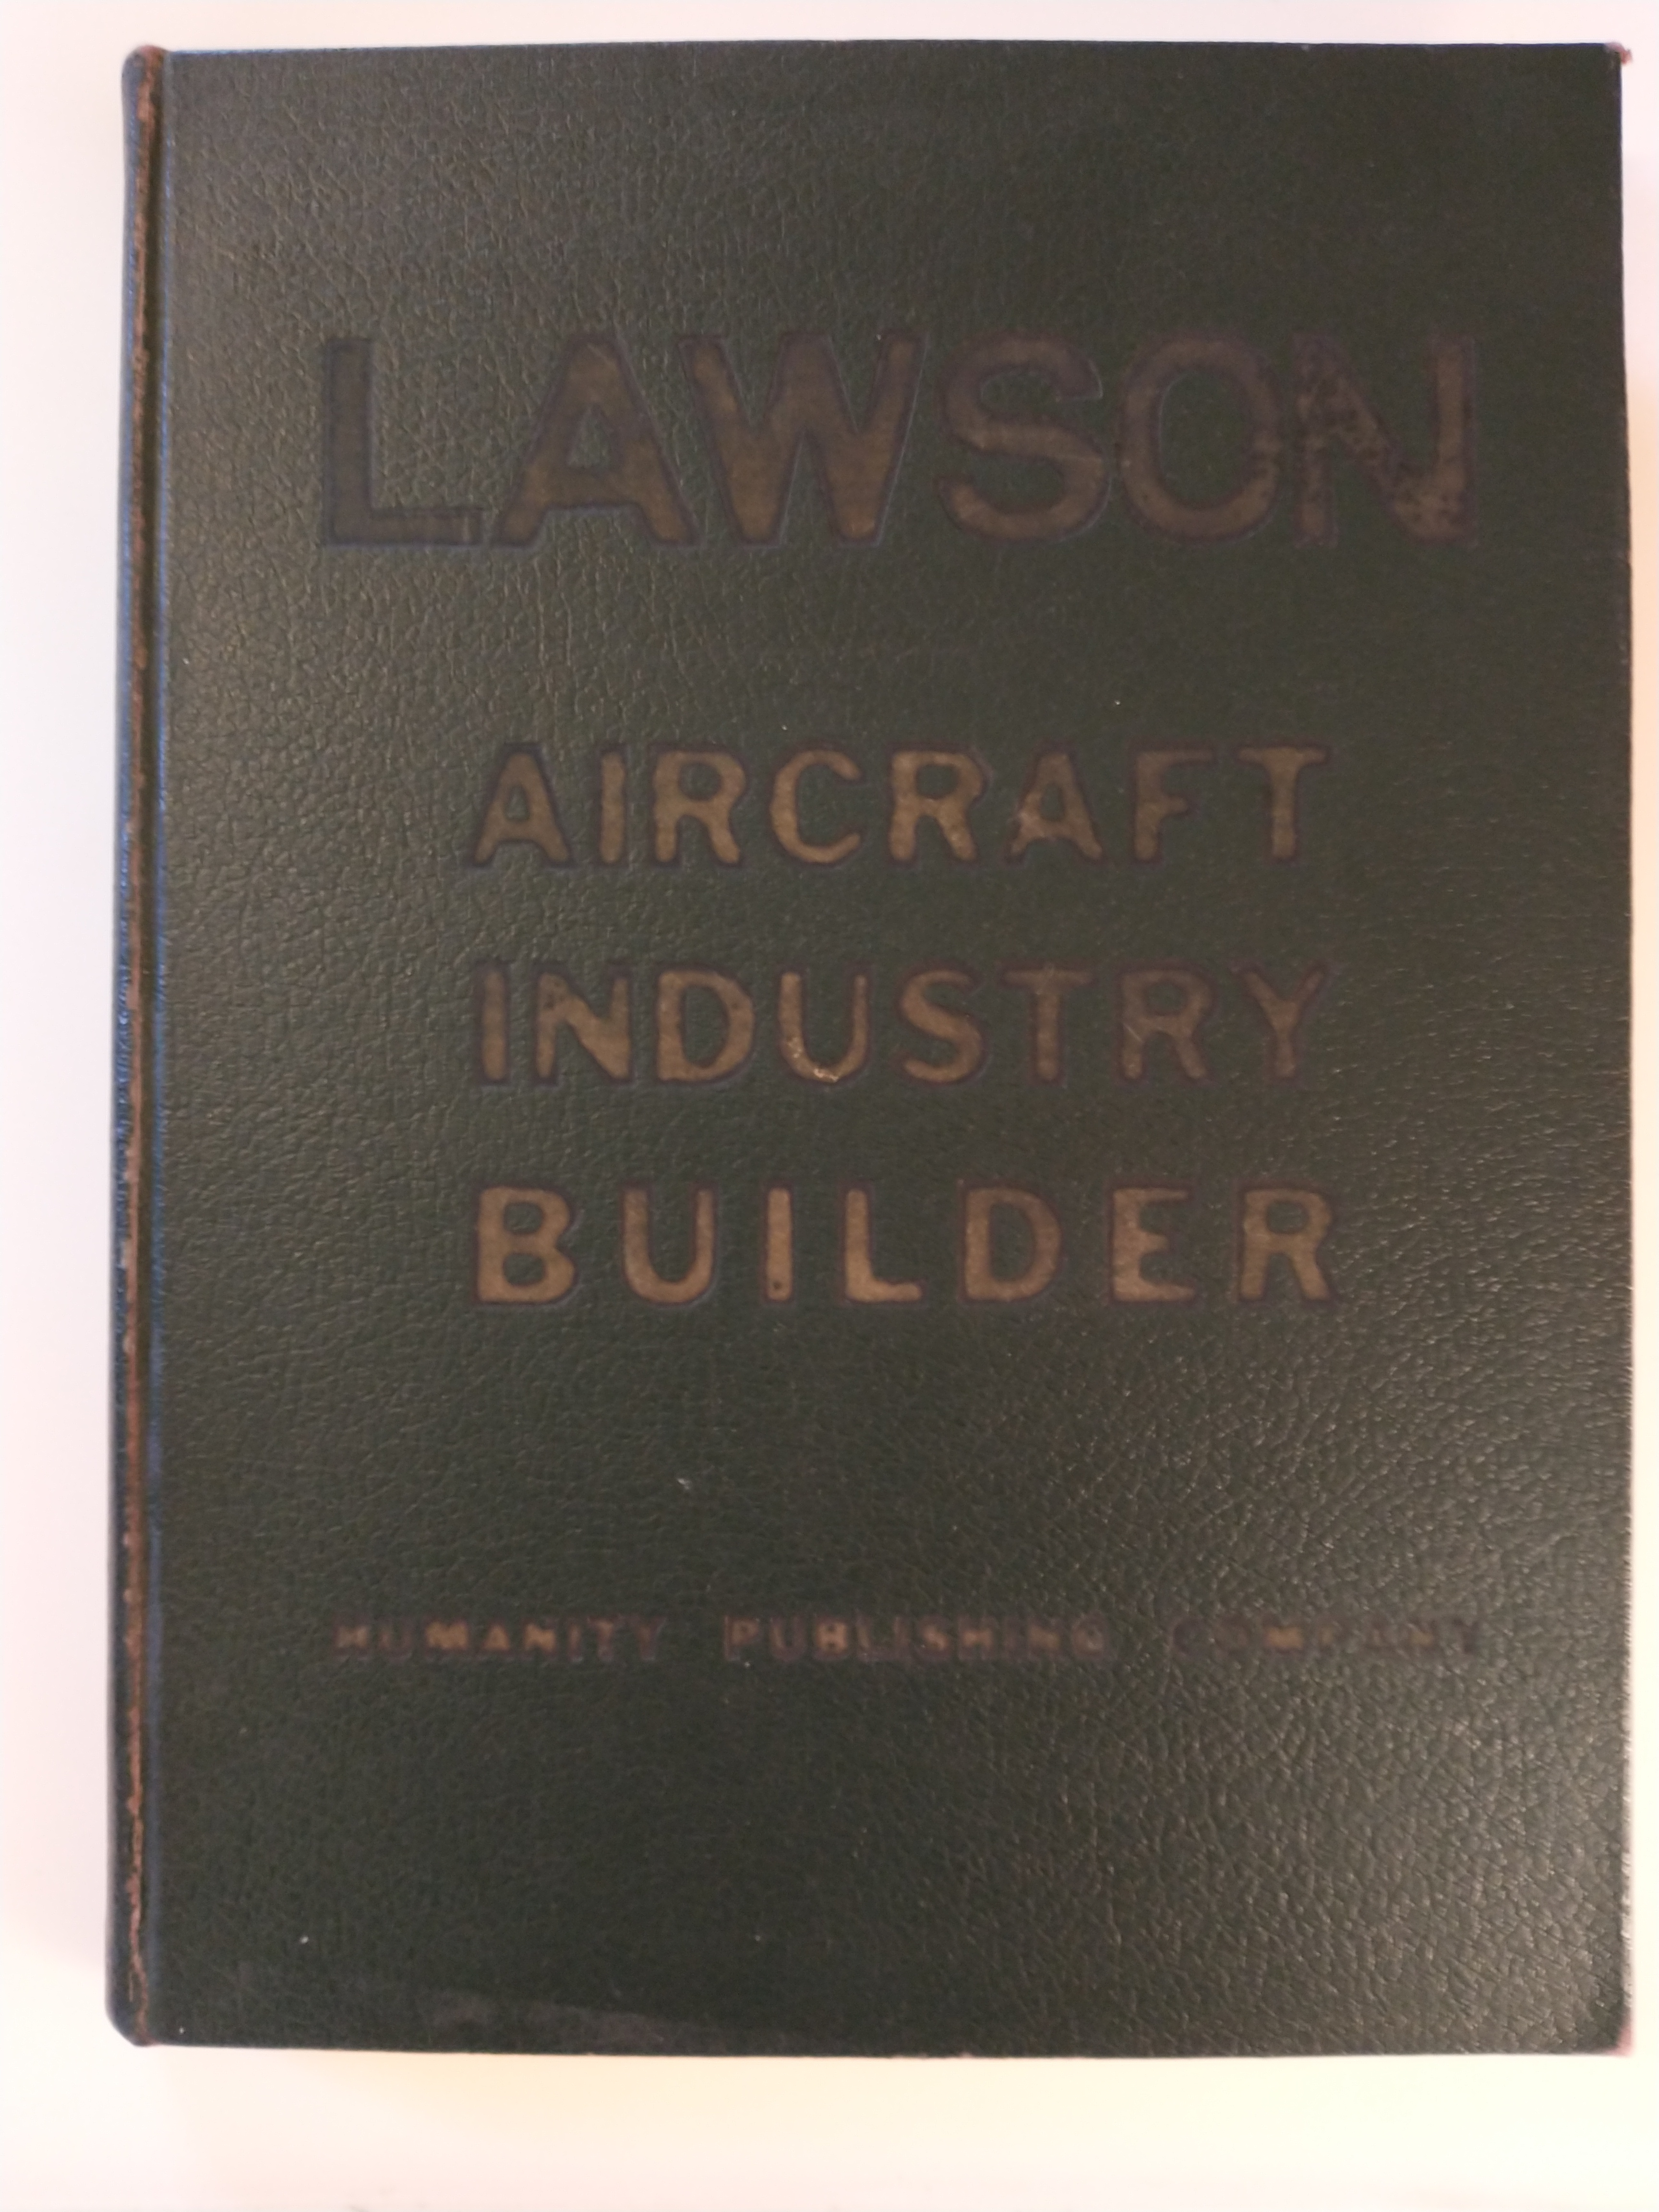 LAWSON
AIRCRAFT
INDUSTRY
BUILDER
HUMANITY PUBLISHING COMPANY